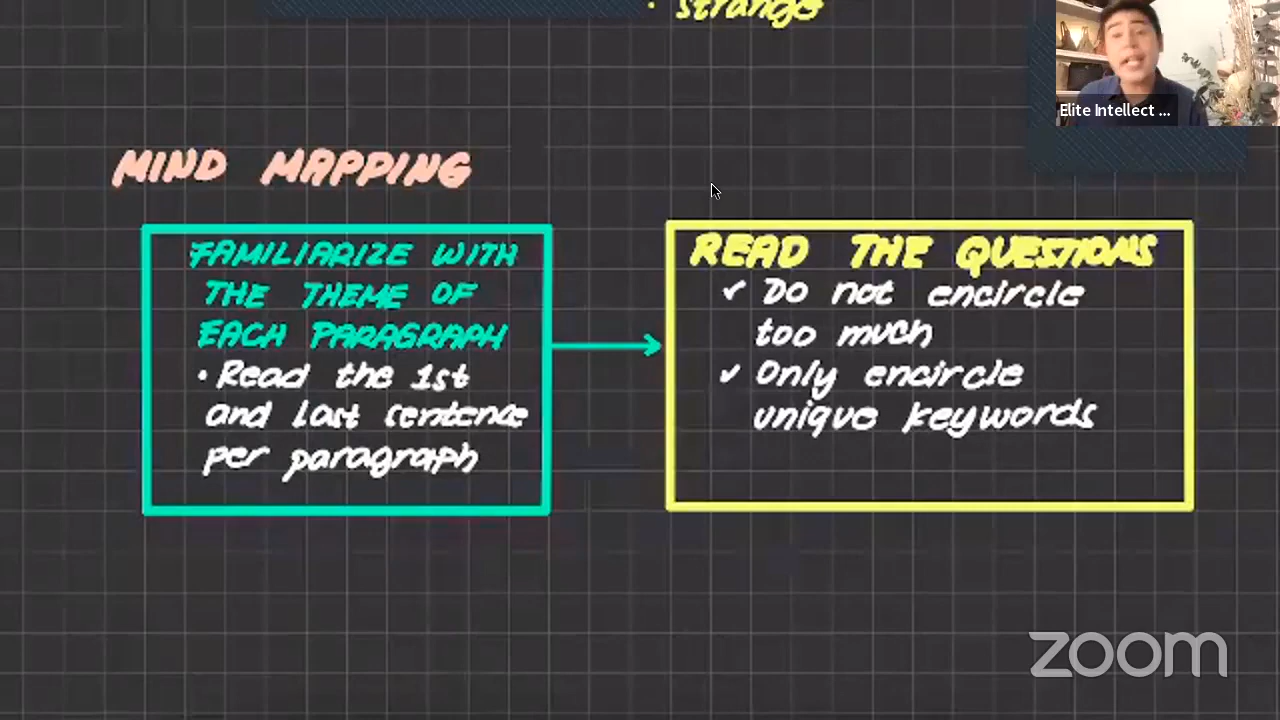 • strange
Elite Intellect ...
MIND MAPPING
FAMILIARIZE WITH
THE THEME OF
EACH PARAGRAPH
• Read the 1st
and last sentence
per paragraph
READ THE QUESTIONS
✓ Do not encircle
too much
✓ Only encircle
unique keywords
zoom